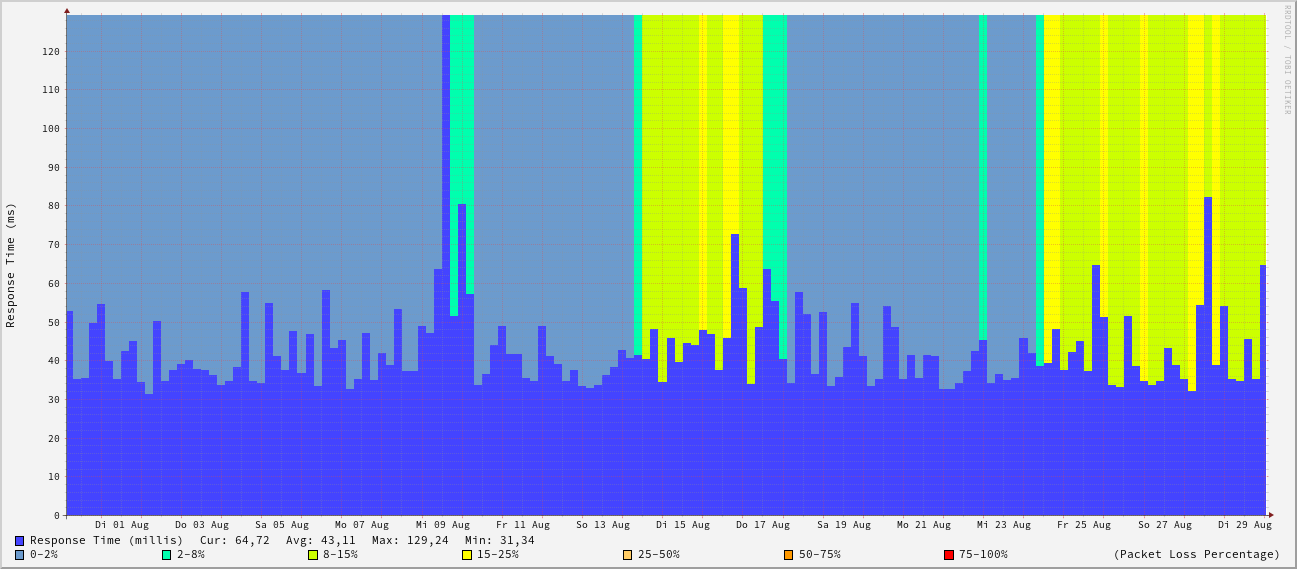 RRDTOOL / TOBI OETIKER
Response Time (ms)
120
110
100
90
80
70
60
50
40
30
20
10
0
Di 01 Aug Do 03 Aug Sa 05 Aug Mo 07 Aug Mi 09 Aug Fr 11 Aug So 13 Aug Di 15 Aug Do 17 Aug Sa 19 Aug Mo 21 Aug Mi 23 Aug Fr 25 Aug So 27 Aug Di 29 Aug
Response Time (millis) Cur: 64,72 Avg: 43,11 Max: 129,24 Min: 31,34
0-2% 2-8% 8-15% 15-25% 25-50% 50-75% 75-100% (Packet Loss Percentage)